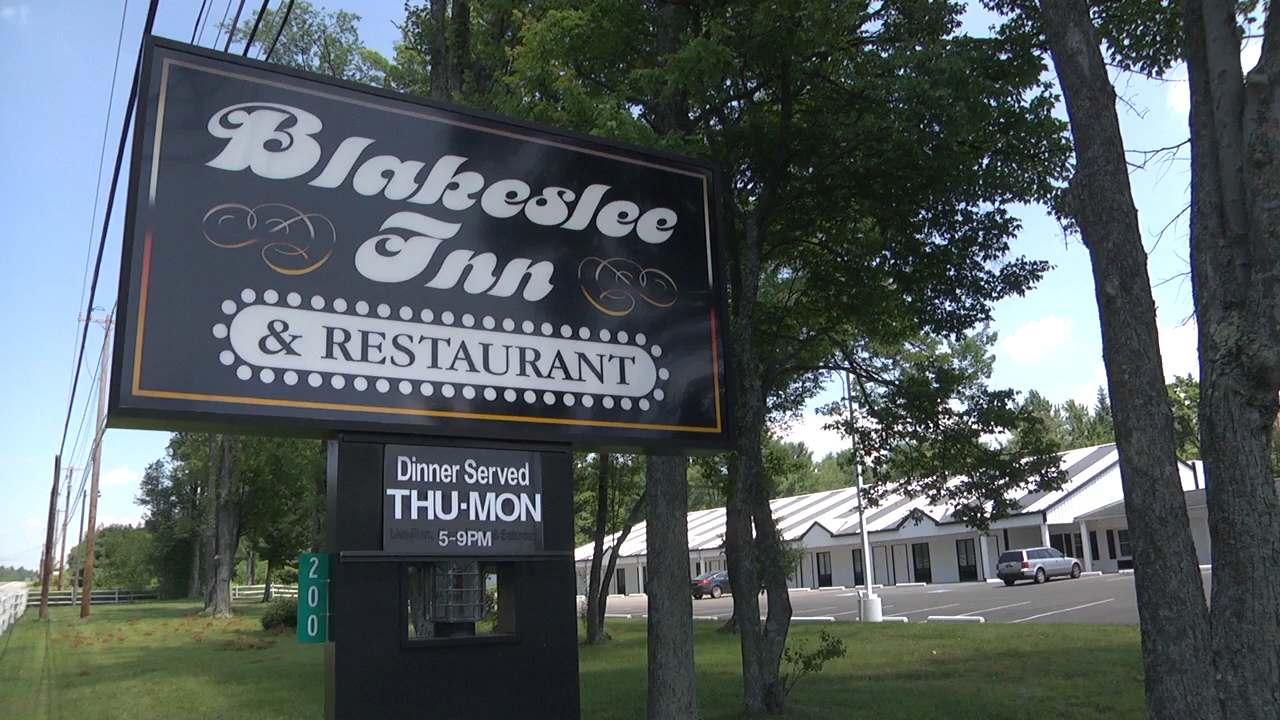 Blakeslee
Inn
& RESTAURANT
Dinner Served
THU-MON
5~9PM
200